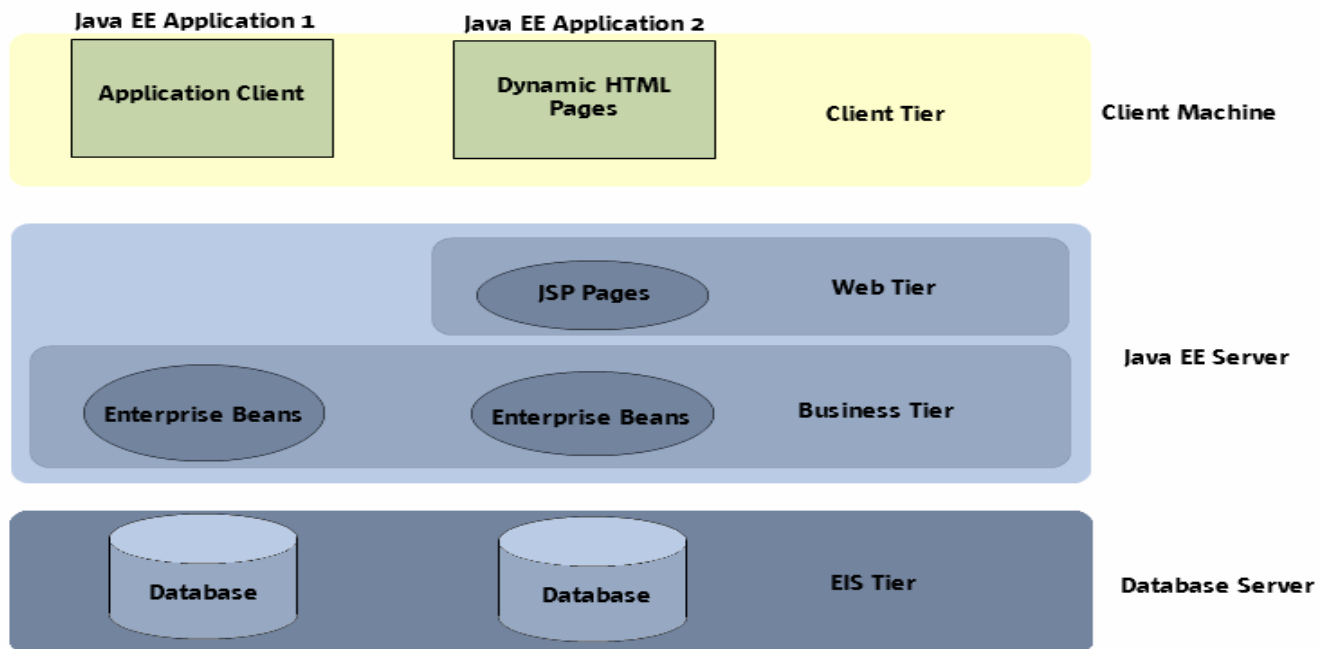 Java EE Application 1
Java EE Application 2
Application Client
Dynamic HTML
Pages
Client Tier
Client Machine
JSP Pages
Web Tier
Java EE Server
Enterprise Beans
Enterprise Beans
Business Tier
Database
Database
EIS Tier
Database Server